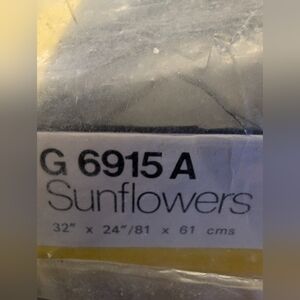 G 6915 A
Sunflowers
32" x 24"/81 x 61 cms